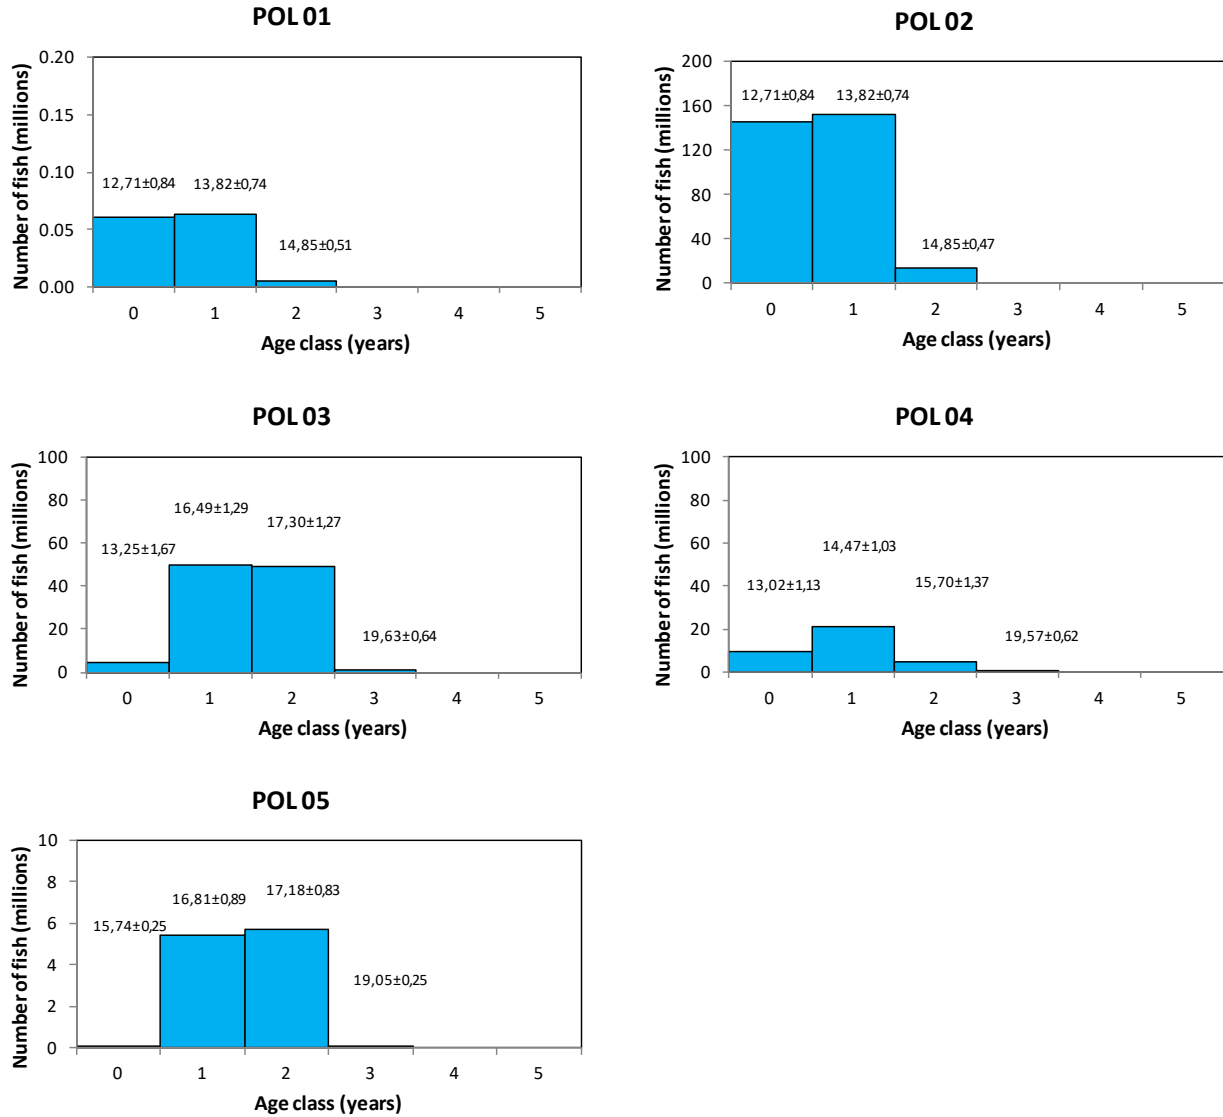 POL 01
Number of fish (millions)
0.20
0.15
0.10
0.05
0.00
12,71±0,84
13,82±0,74
14,85±0,51
0 1 2 3 4 5
Age class (years)
POL 02
Number of fish (millions)
200
160
120
80
40
0
12,71±0,84
13,82±0,74
14,85±0,47
0 1 2 3 4 5
Age class (years)
POL 03
Number of fish (millions)
100
80
60
40
20
0
13,25±1,67
16,49±1,29
17,30±1,27
19,63±0,64
0 1 2 3 4 5
Age class (years)
POL 04
Number of fish (millions)
100
80
60
40
20
0
13,02±1,13
14,47±1,03
15,70±1,37
19,57±0,62
0 1 2 3 4 5
Age class (years)
POL 05
Number of fish (millions)
10
8
6
4
2
0
15,74±0,25
16,81±0,89
17,18±0,83
19,05±0,25
0 1 2 3 4 5
Age class (years)